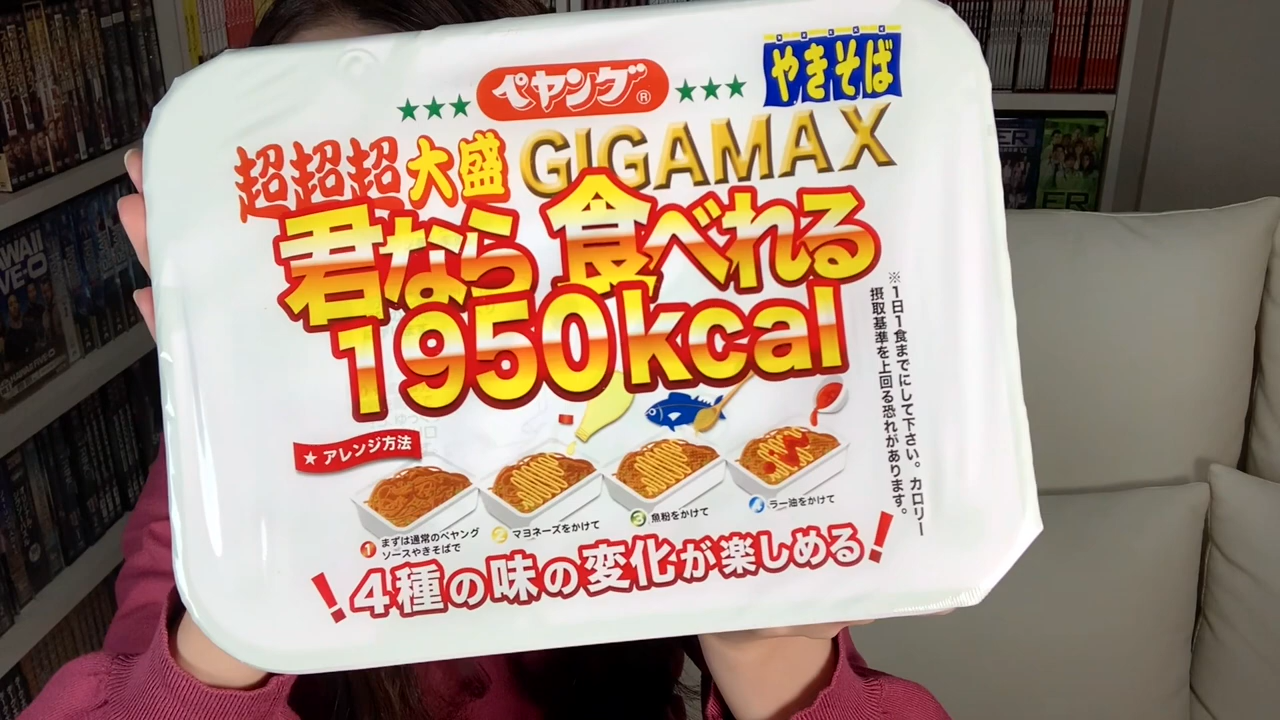 ペヤング®
やきそば
やきそば
超超超大盛 GIGAMAX
君なら 食べれる
1950kcal
※1日1食までにして下さい。カロリー
摂取基準を上回る恐れがあります。
★アレンジ方法
1 まずは通常のペヤング
ソースやきそばで
2 マヨネーズをかけて
3 魚粉をかけて
4 ラー油をかけて
!4種の味の変化が楽しめる!